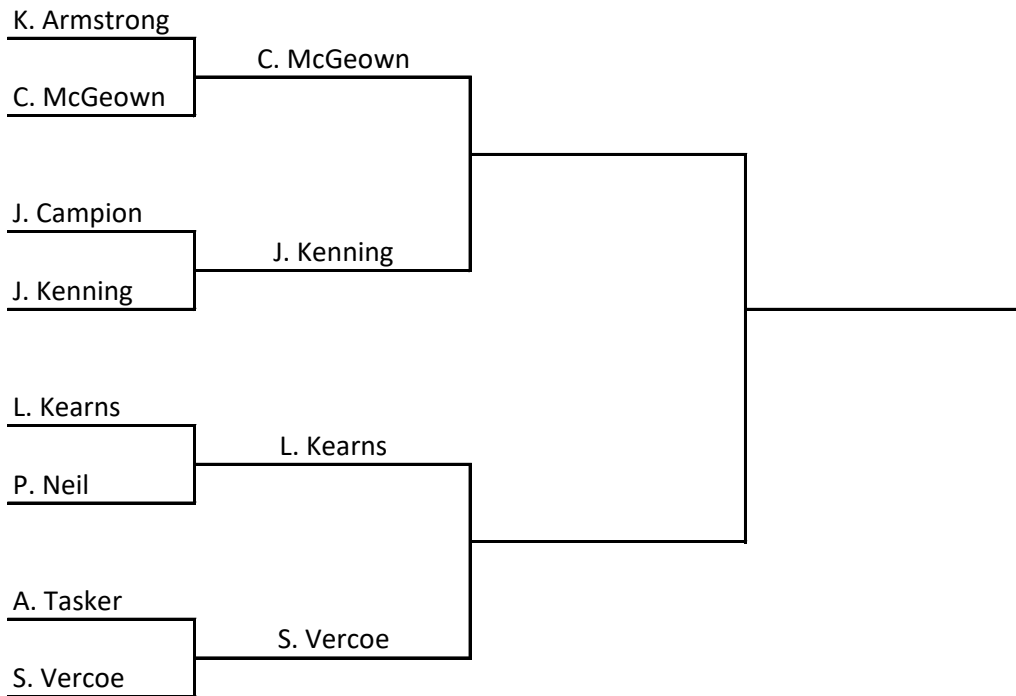 K. Armstrong
C. McGeown
C. McGeown
J. Campion
J. Kenning
J. Kenning
L. Kearns
L. Kearns
P. Neil
A. Tasker
S. Vercoe
S. Vercoe